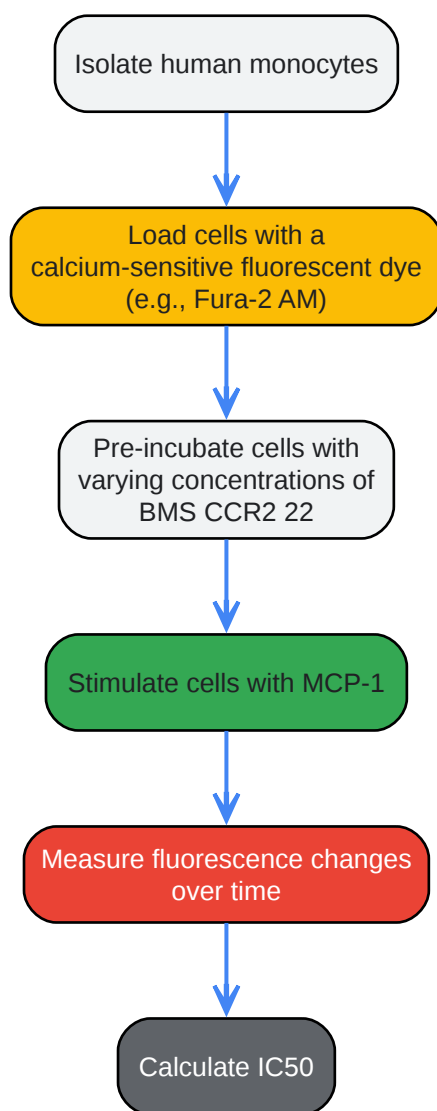 Isolate human monocytes
Load cells with a
calcium-sensitive fluorescent dye
(e.g., Fura-2 AM)
Pre-incubate cells with
varying concentrations of
BMS CCR2 22
Stimulate cells with MCP-1
Measure fluorescence changes
over time
Calculate IC50